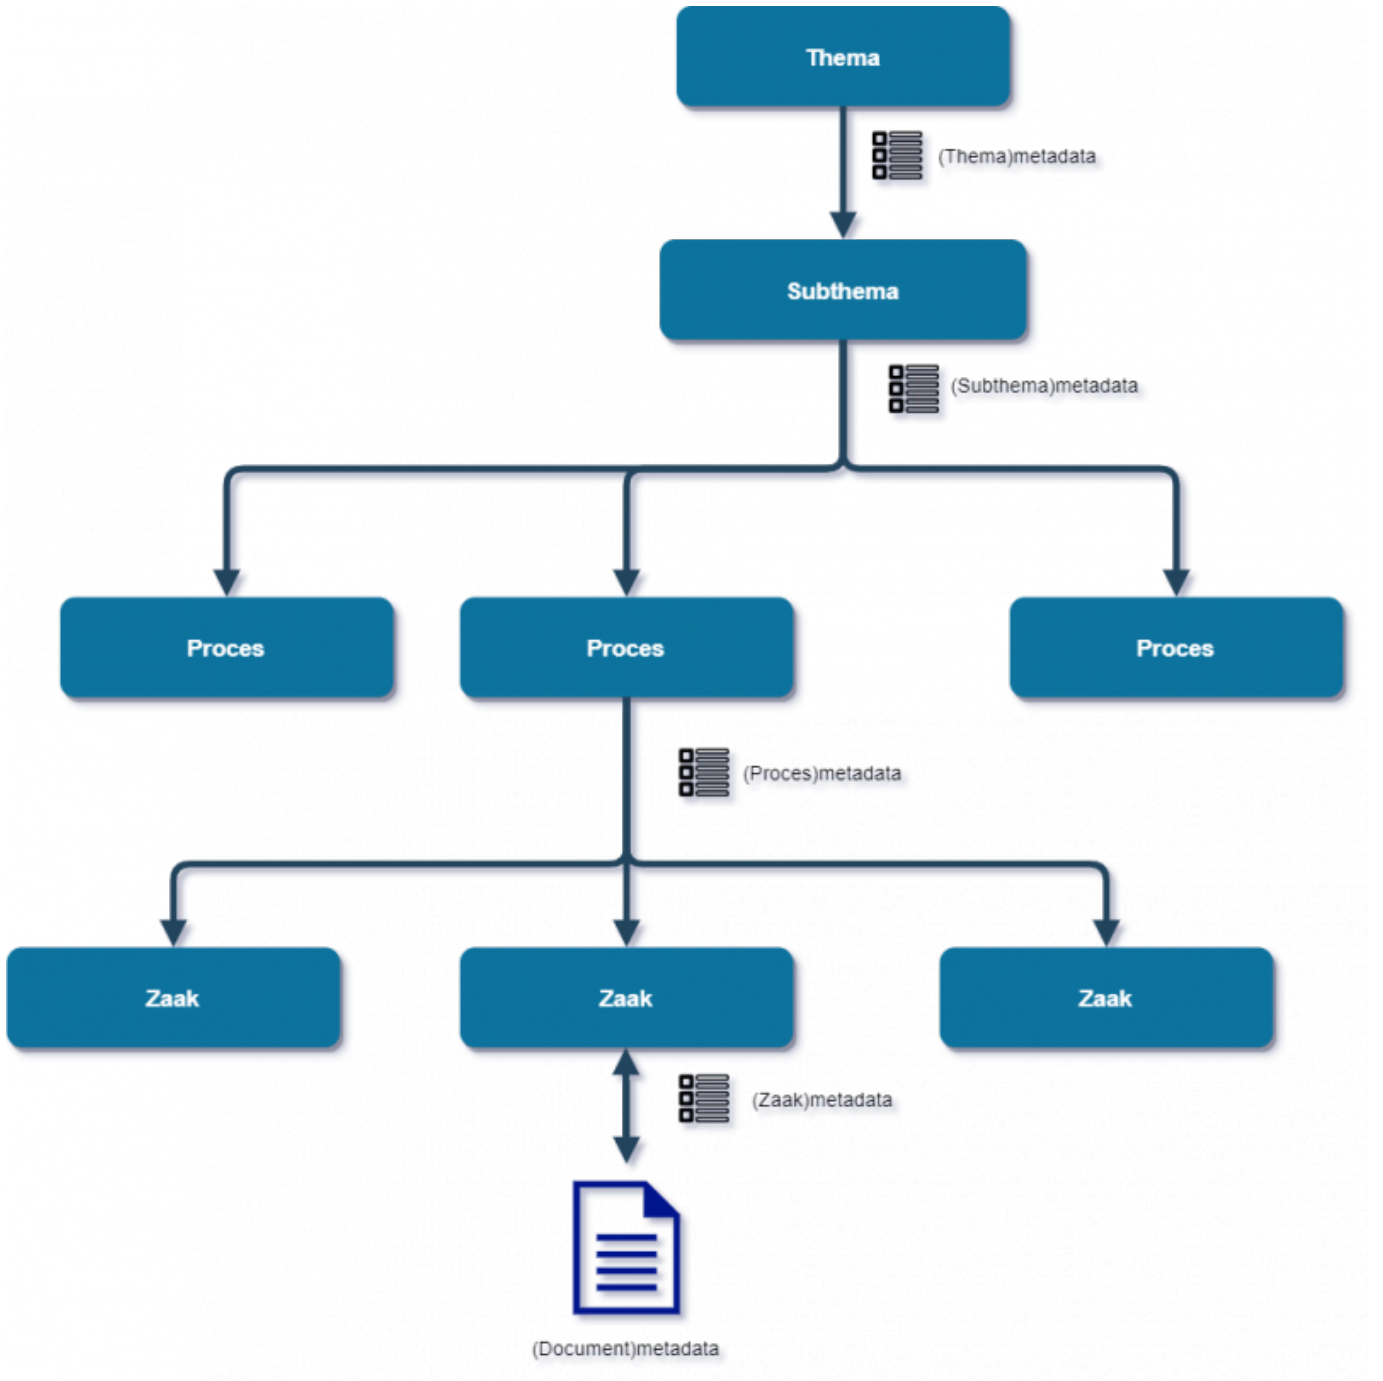 Thema
(Thema)metadata
Subthema
(Subthema)metadata
Proces
Proces
Proces
(Proces)metadata
Zaak
Zaak
Zaak
(Zaak)metadata
(Document)metadata